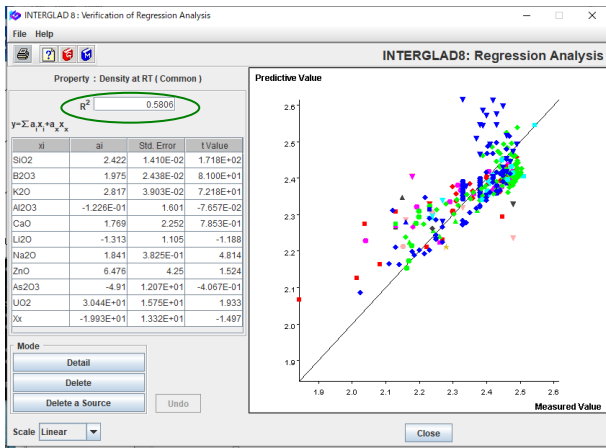 INTERGLAD 8 : Verification of Regression Analysis
File Help
INTERGLAD8: Regression Analysis
Property : Density at RT ( Common )
R2 0.5806
y=Σaixi+axxx
xi ai Std. Error t Value
SiO2 2.422 1.410E-02 1.718E+02
B2O3 1.975 2.438E-02 8.100E+01
K2O 2.817 3.903E-02 7.218E+01
Al2O3 -1.226E-01 1.601 -7.657E-02
CaO 1.769 2.252 7.853E-01
Li2O -1.313 1.105 -1.188
Na2O 1.841 3.825E-01 4.814
ZnO 6.476 4.25 1.524
As2O3 -4.91 1.207E+01 -4.067E-01
UO2 3.044E+01 1.575E+01 1.933
Xx -1.993E+01 1.332E+01 -1.497
Mode
Detail
Delete
Delete a Source Undo
Scale Linear
Predictive Value
2.6
2.5
2.4
2.3
2.2
2.1
2.0
1.9
1.9 2.0 2.1 2.2 2.3 2.4 2.5 2.6
Measured Value
Close